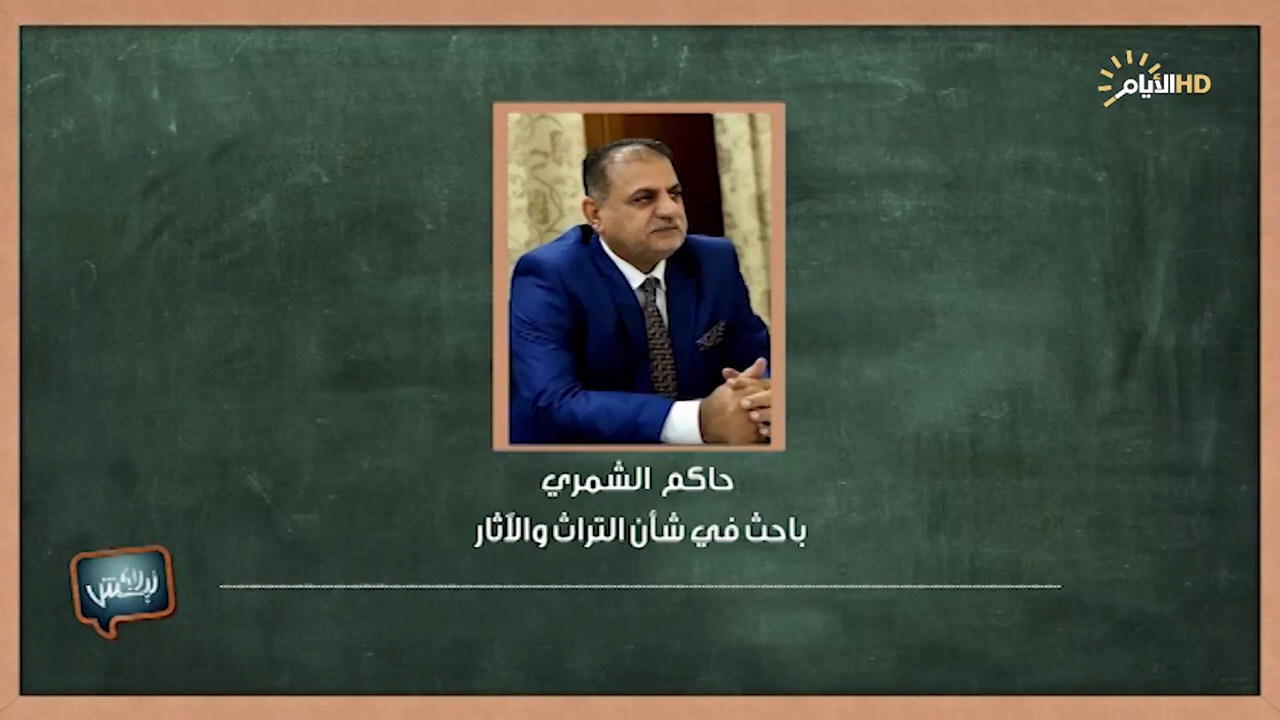 الأيام HD
حاكم الشمري
باحث في شأن التراث والآثار